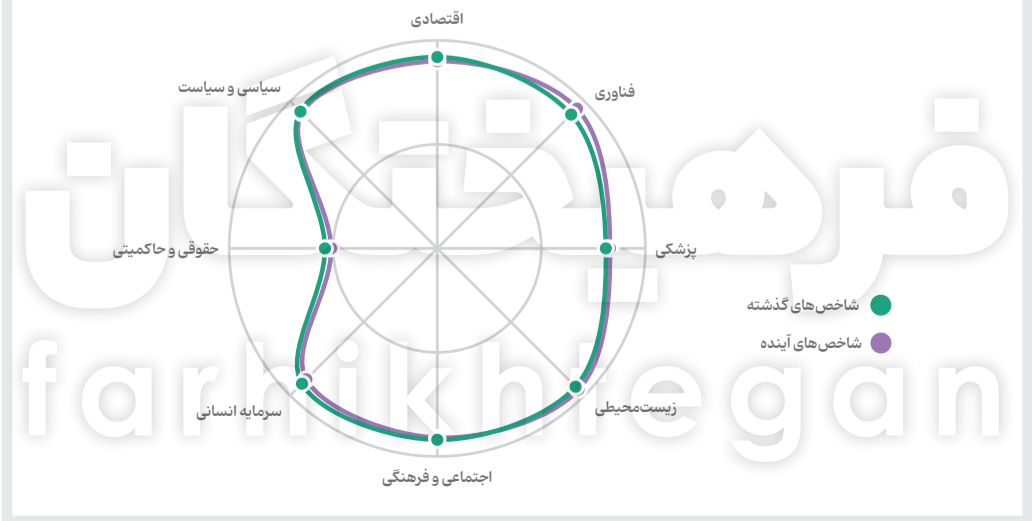 اقتصادی
فناوری
سیاسی و سیاست
پزشکی
حقوقی و حاکمیتی
شاخص‌های گذشته
شاخص‌های آینده
زیست‌محیطی
سرمایه انسانی
اجتماعی و فرهنگی
فرهیختگان
farhikhtegan